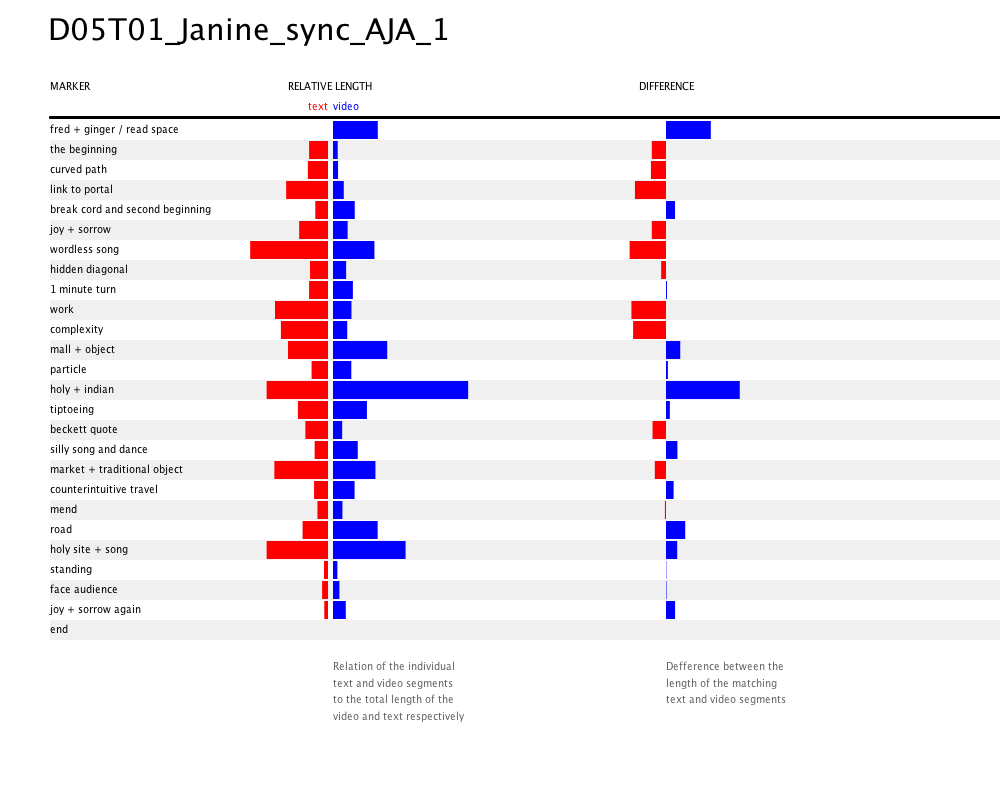 D05T01_Janine_sync_AJA_1
MARKER RELATIVE LENGTH DIFFERENCE
text video
fred + ginger / read space
the beginning
curved path
link to portal
break cord and second beginning
joy + sorrow
wordless song
hidden diagonal
1 minute turn
work
complexity
mall + object
particle
holy + indian
tiptoeing
beckett quote
silly song and dance
market + traditional object
counterintuitive travel
mend
road
holy site + song
standing
face audience
joy + sorrow again
end
Relation of the individual
text and video segments
to the total length of the
video and text respectively
Defference between the
length of the matching
text and video segments